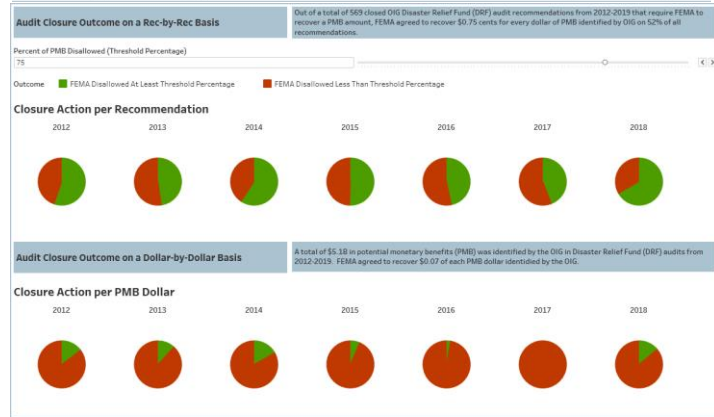 Audit Closure Outcome on a Rec-by-Rec Basis
Out of a total of 569 closed OIG Disaster Relief Fund (DRF) audit recommendations from 2012-2019 that require FEMA to
recover a PMB amount, FEMA agreed to recover $0.75 cents for every dollar of PMB identified by OIG on 52% of all
recommendations.
Percent of PMB Disallowed (Threshold Percentage)
75
Outcome FEMA Disallowed At Least Threshold Percentage FEMA Disallowed Less Than Threshold Percentage
Closure Action per Recommendation
2012 2013 2014 2015 2016 2017 2018
Audit Closure Outcome on a Dollar-by-Dollar Basis
A total of $5.1B in potential monetary benefits (PMB) was identified by the OIG in Disaster Relief Fund (DRF) audits from
2012-2019. FEMA agreed to recover $0.07 of each PMB dollar identidied by the OIG.
Closure Action per PMB Dollar
2012 2013 2014 2015 2016 2017 2018